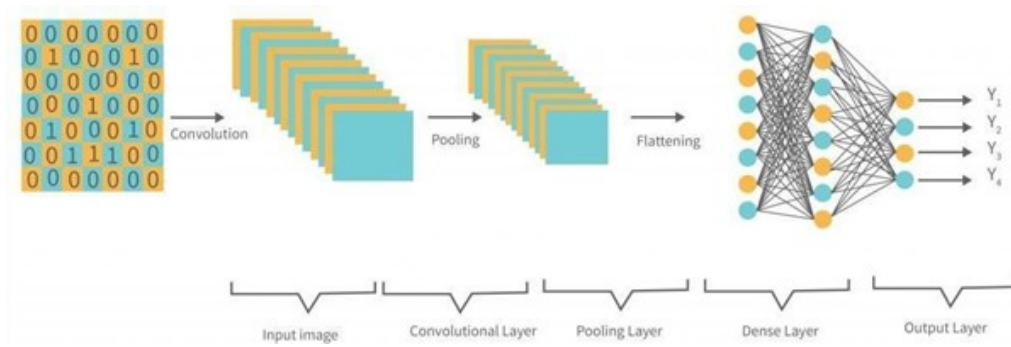 0 0 0 0 0 0 0
0 1 0 0 0 1 0
0 0 0 0 0 0 0
0 0 0 1 0 0 0
0 1 0 0 0 1 0
0 0 1 1 1 0 0
0 0 0 0 0 0 0
Convolution
Pooling
Flattening
Y1
Y2
Y3
Y4
Input image
Convolutional Layer
Pooling Layer
Dense Layer
Output Layer